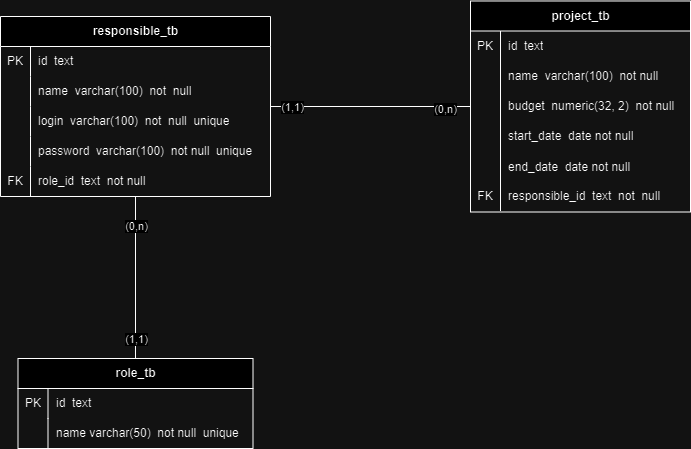 responsible_tb
PK id text
name varchar(100) not null
login varchar(100) not null unique
password varchar(100) not null unique
FK role_id text not null
(1,1)
(0,n)
project_tb
PK id text
name varchar(100) not null
budget numeric(32, 2) not null
start_date date not null
end_date date not null
FK responsible_id text not null
(0,n)
(1,1)
role_tb
PK id text
name varchar(50) not null unique